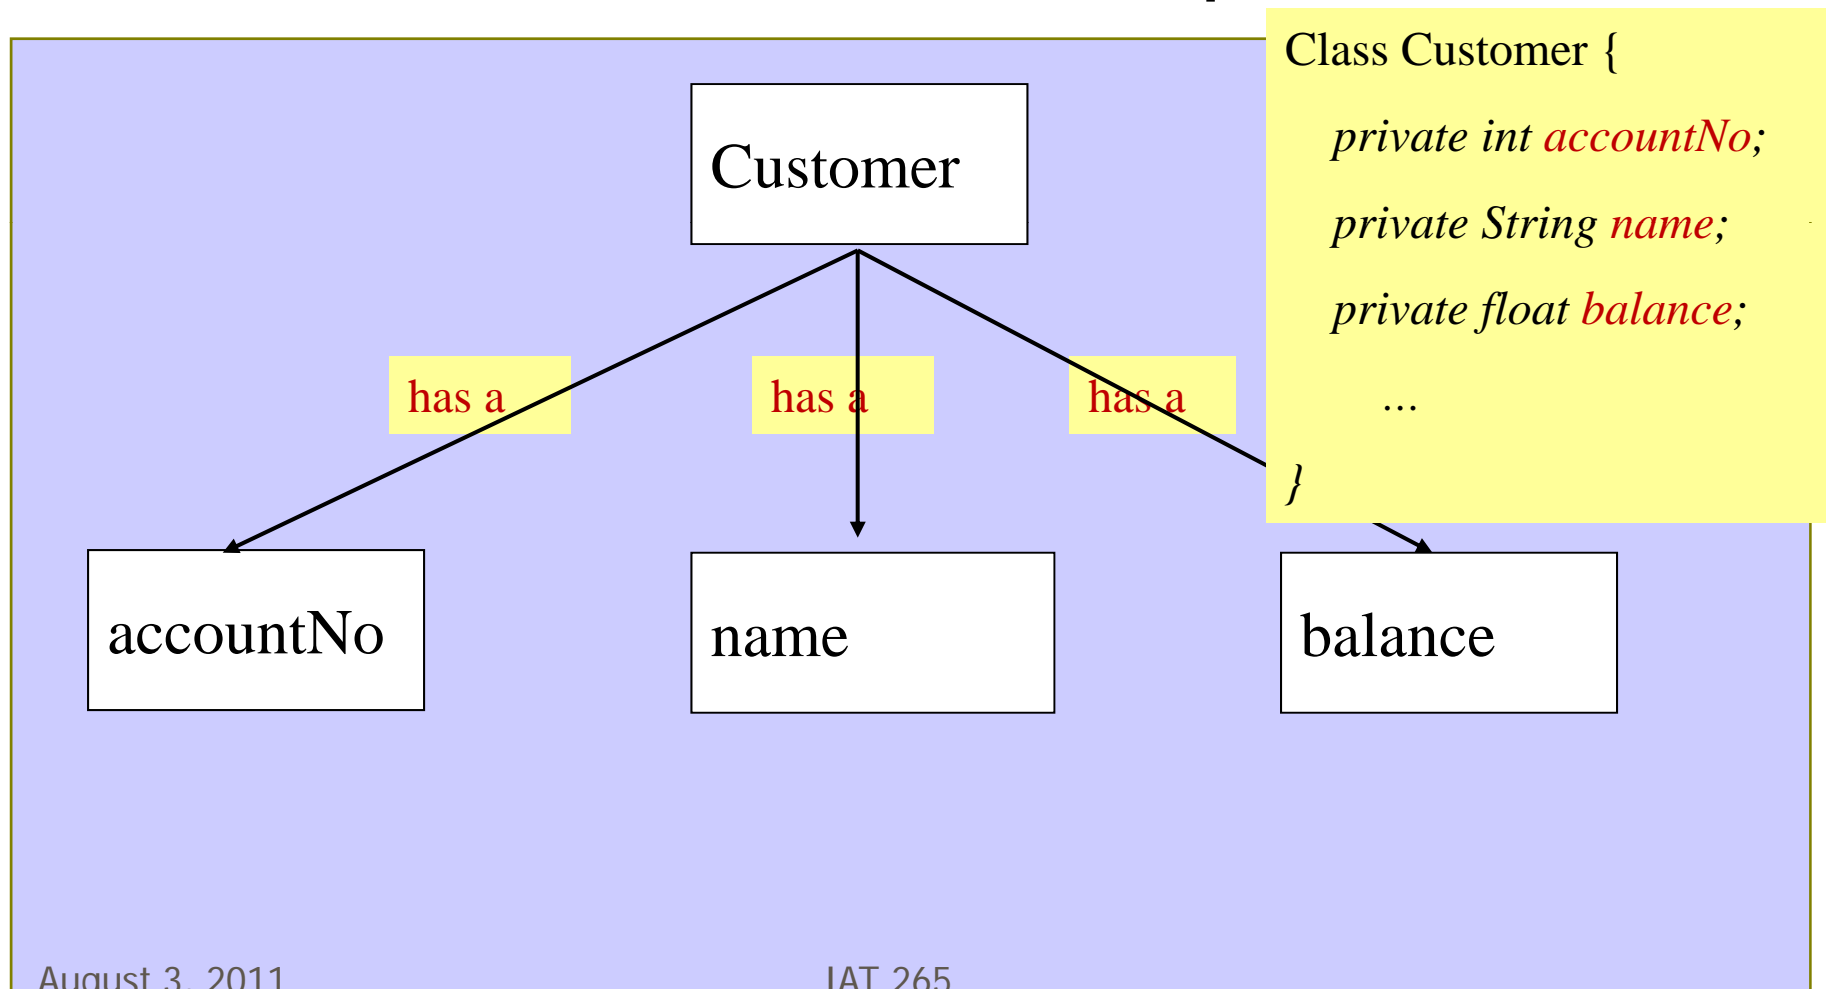 Class Customer {
private int accountNo;
private String name;
private float balance;
...
}
Customer
has a
has a
has a
accountNo
name
balance
August 3, 2011
IAT 265